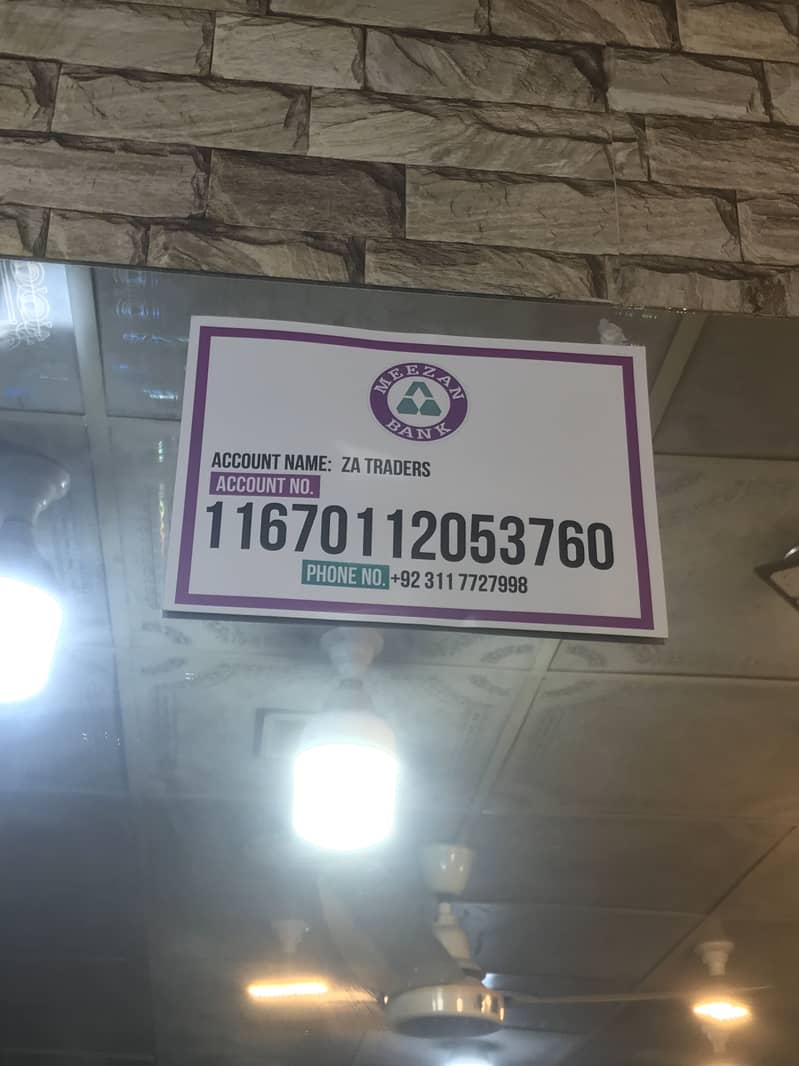 MEEZAN
BANK
ACCOUNT NAME: ZA TRADERS
ACCOUNT NO.
11670112053760
PHONE NO. +92 311 7727998